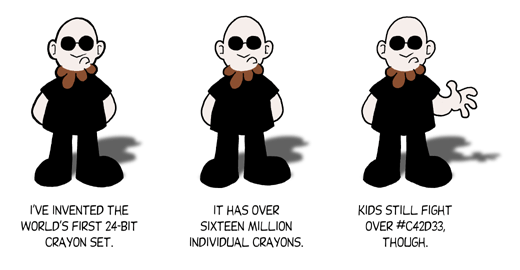 I'VE INVENTED THE
WORLD'S FIRST 24-BIT
CRAYON SET.
IT HAS OVER
SIXTEEN MILLION
INDIVIDUAL CRAYONS.
KIDS STILL FIGHT
OVER #C42D33,
THOUGH.